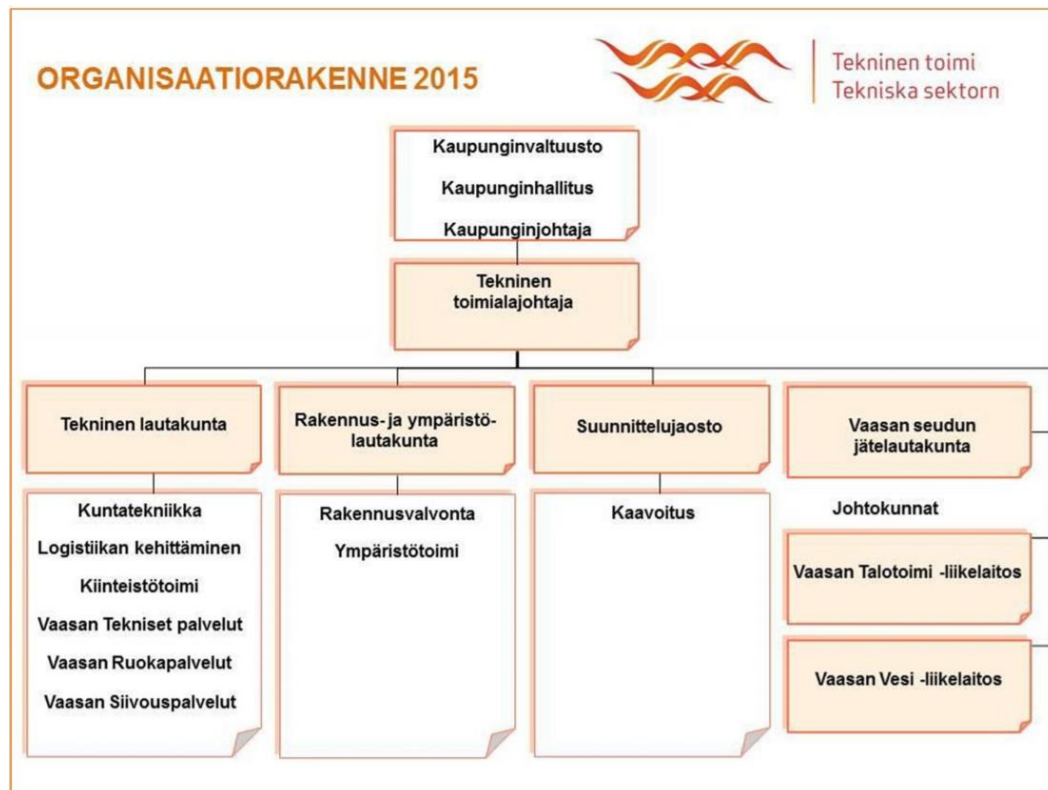 ORGANISAATIORAKENNE 2015
Tekninen toimi
Tekniska sektorn
Kaupunginvaltuusto
Kaupunginhallitus
Kaupunginjohtaja
Tekninen
toimialajohtaja
Tekninen lautakunta
Kuntatekniikka
Logistiikan kehittäminen
Kiinteistötoimi
Vaasan Tekniset palvelut
Vaasan Ruokapalvelut
Vaasan Siivouspalvelut
Rakennus- ja ympäristö-
lautakunta
Rakennusvalvonta
Ympäristötoimi
Suunnittelujaosto
Kaavoitus
Vaasan seudun
jätelautakunta
Johtokunnat
Vaasan Talotoimi -liikelaitos
Vaasan Vesi -liikelaitos